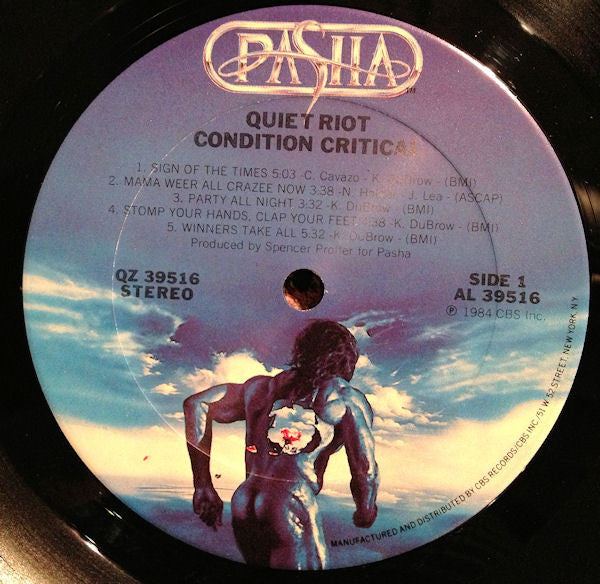 PASHA
TM
QUIET RIOT
CONDITION CRITICAL
1. SIGN OF THE TIMES 5:03 -C. Cavazo - K. DuBrow - (BMI)
2. MAMA WEER ALL CRAZEE NOW 3:38 -N. Holder - J. Lea - (ASCAP)
3. PARTY ALL NIGHT 3:32 -K. DuBrow - (BMI)
4. STOMP YOUR HANDS, CLAP YOUR FEET 4:38 -K. DuBrow - (BMI)
5. WINNERS TAKE ALL 5:32 -K. DuBrow - (BMI)
Produced by Spencer Proffer for Pasha
QZ 39516
STEREO
SIDE 1
AL 39516
℗ 1984 CBS Inc.
MANUFACTURED AND DISTRIBUTED BY CBS RECORDS/CBS INC./51 W. 52 STREET, NEW YORK, N.Y.